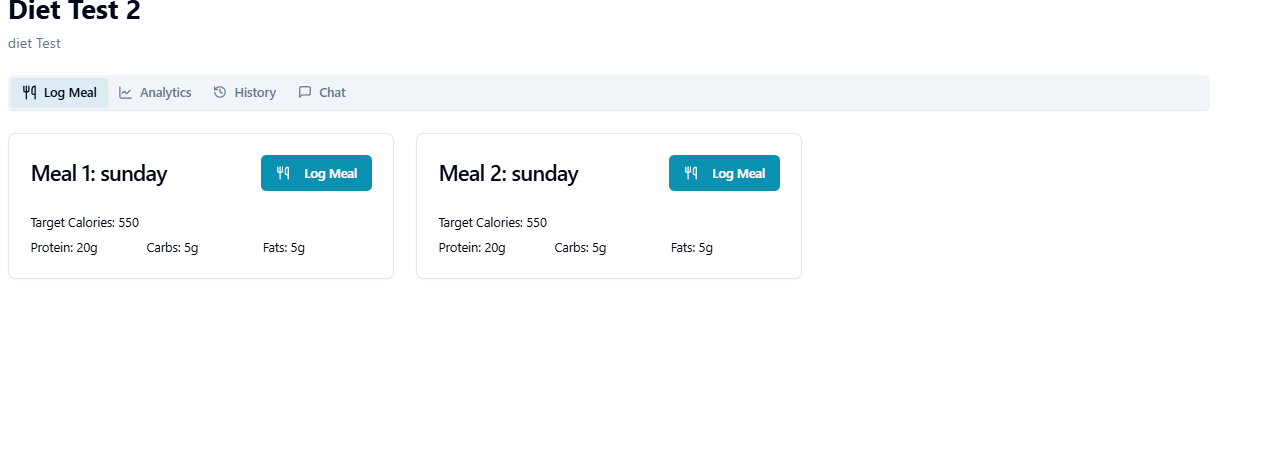 Diet Test 2
diet Test
Log Meal Analytics History Chat
Meal 1: sunday Log Meal
Target Calories: 550
Protein: 20g Carbs: 5g Fats: 5g
Meal 2: sunday Log Meal
Target Calories: 550
Protein: 20g Carbs: 5g Fats: 5g